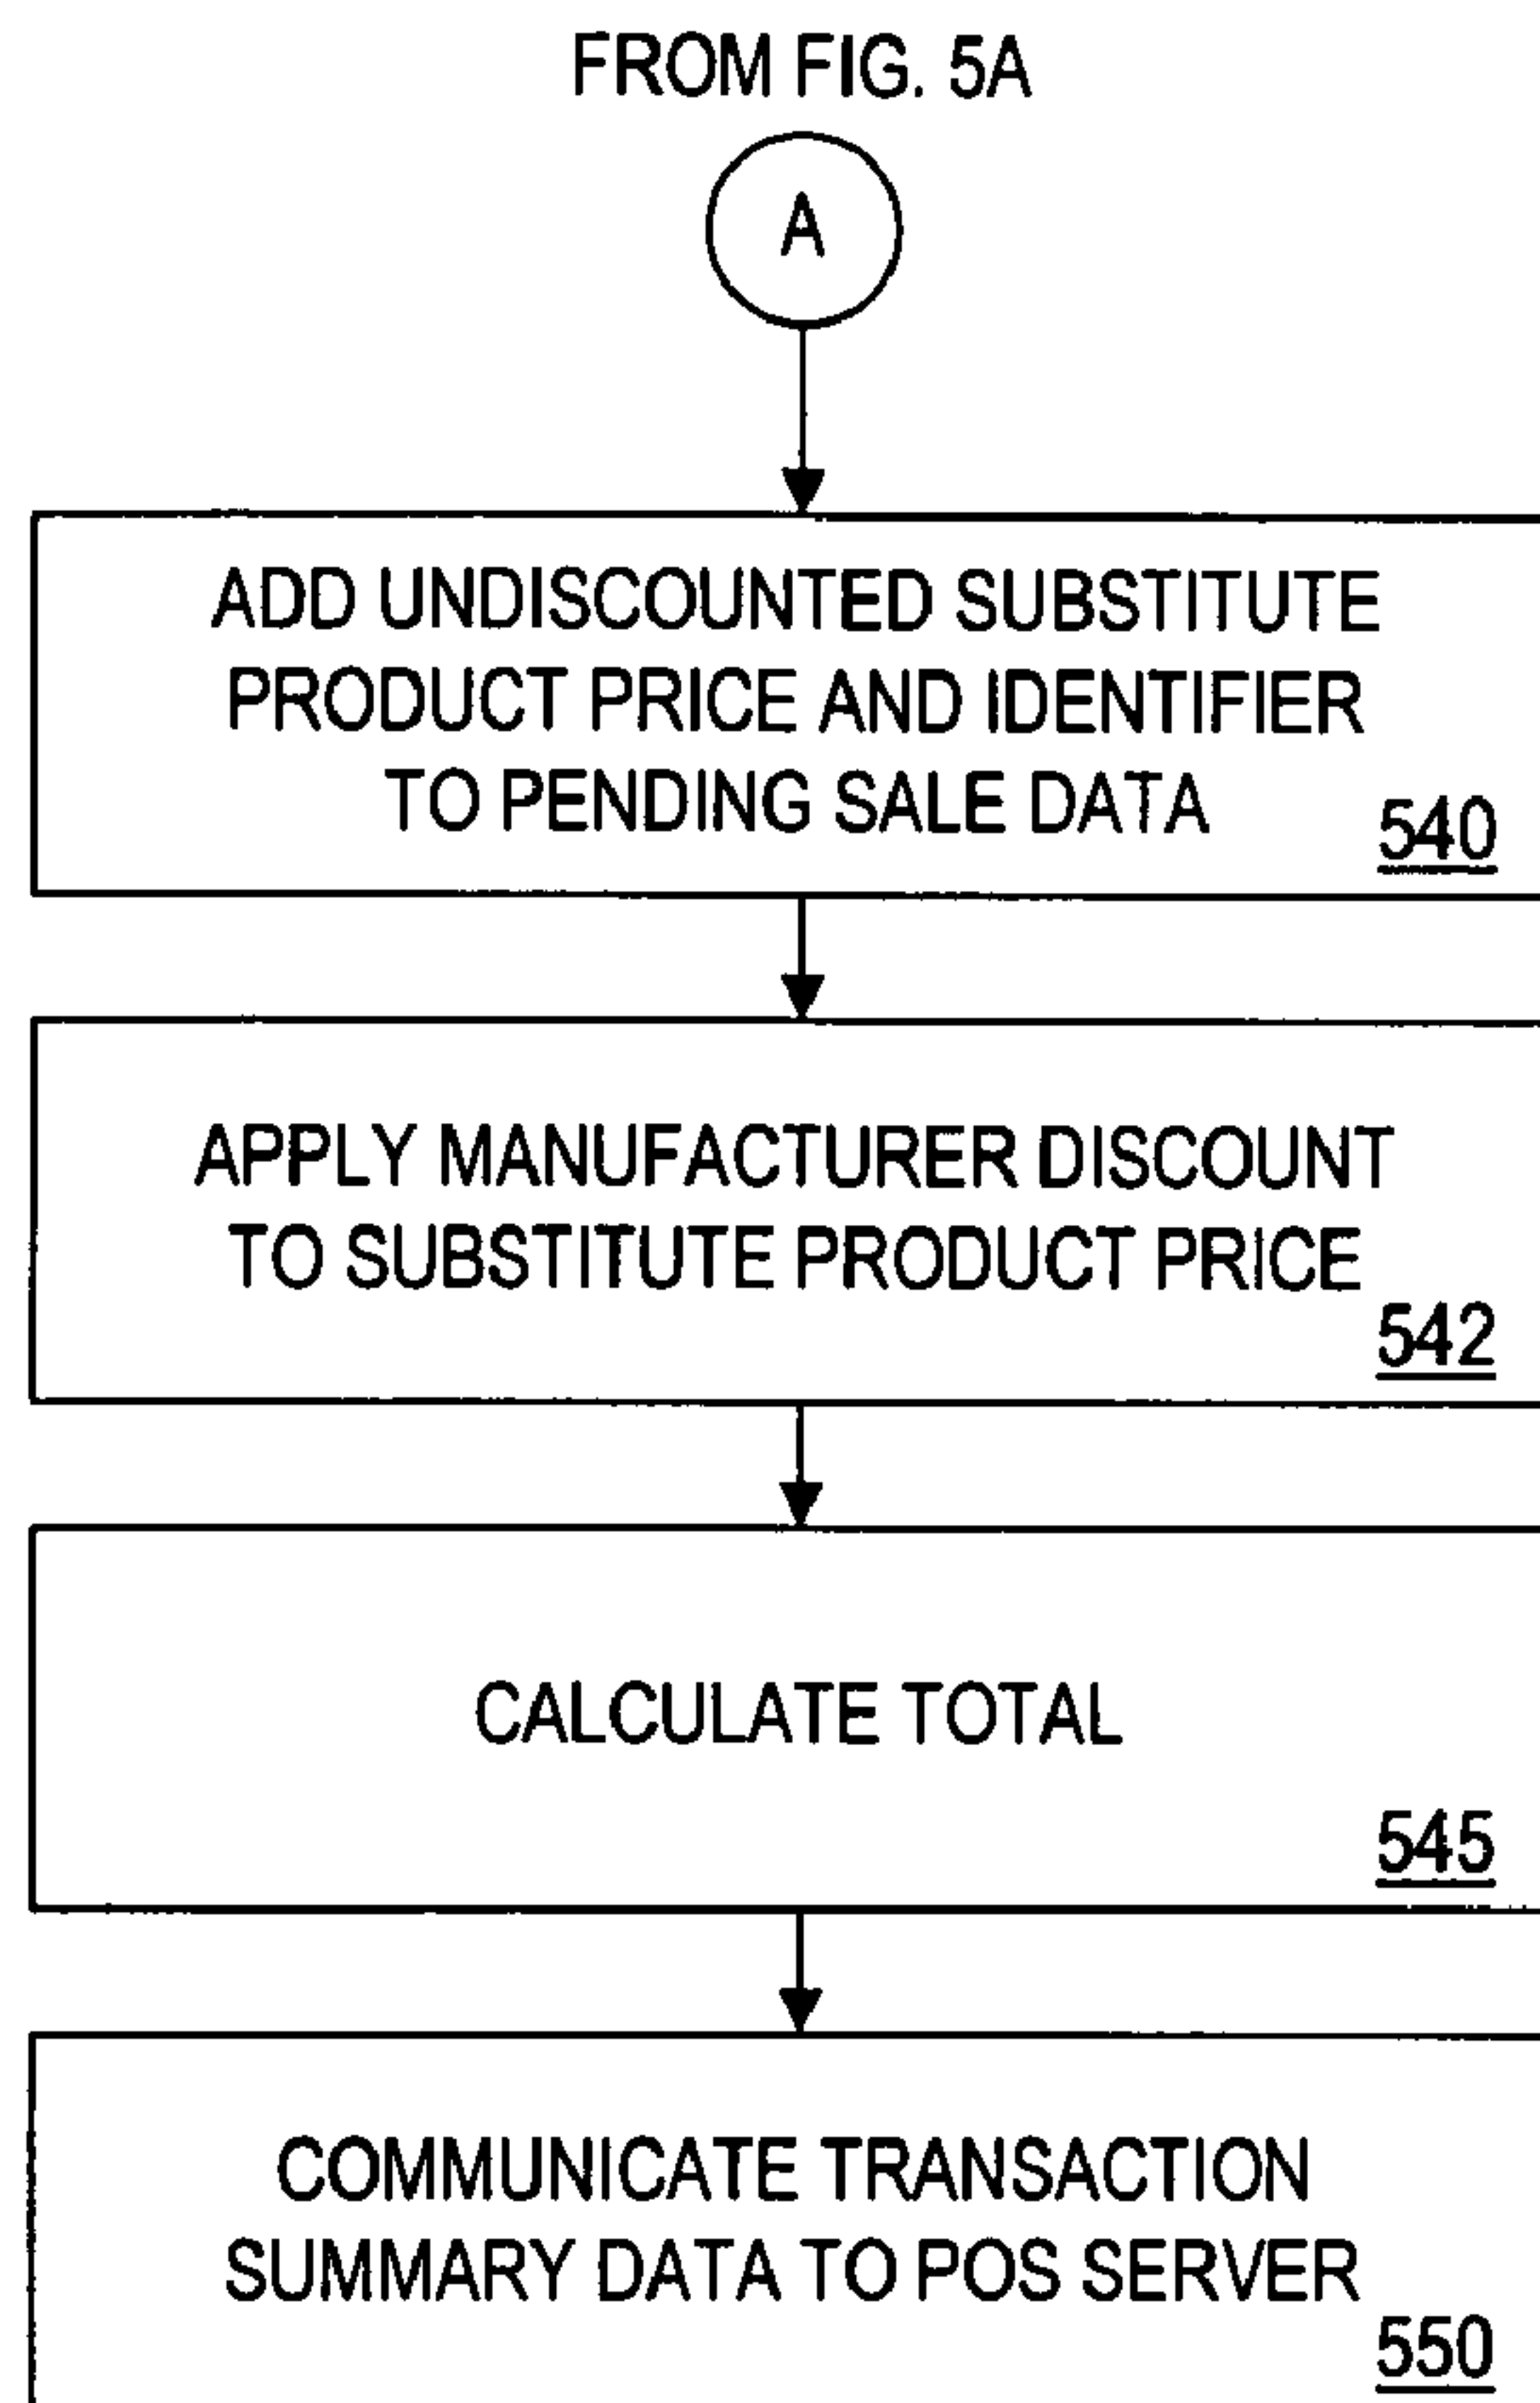 FROM FIG. 5A
A
ADD UNDISCOUNTED SUBSTITUTE
PRODUCT PRICE AND IDENTIFIER
TO PENDING SALE DATA
540
APPLY MANUFACTURER DISCOUNT
TO SUBSTITUTE PRODUCT PRICE
542
CALCULATE TOTAL
545
COMMUNICATE TRANSACTION
SUMMARY DATA TO POS SERVER
550